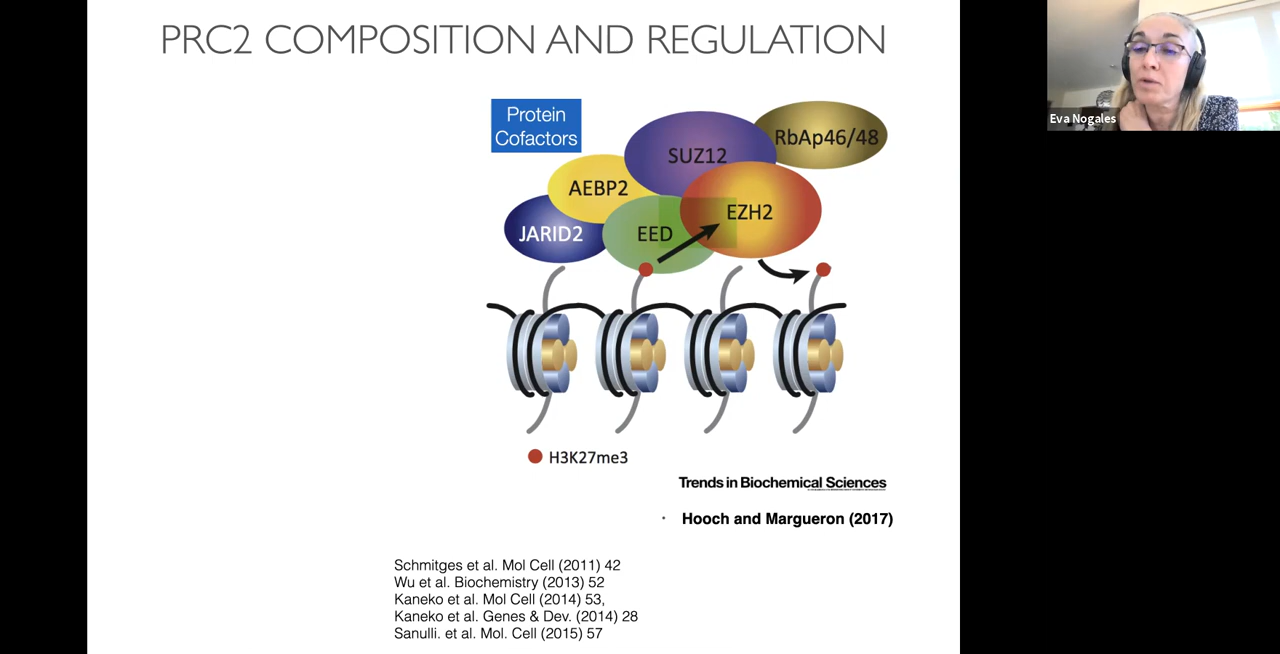 PRC2 COMPOSITION AND REGULATION
Eva Nogales
Protein
Cofactors
SUZ12
RbAp46/48
AEBP2
EZH2
JARID2
EED
H3K27me3
Trends in Biochemical Sciences
· Hooch and Margueron (2017)
Schmitges et al. Mol Cell (2011) 42
Wu et al. Biochemistry (2013) 52
Kaneko et al. Mol Cell (2014) 53,
Kaneko et al. Genes & Dev. (2014) 28
Sanulli. et al. Mol. Cell (2015) 57